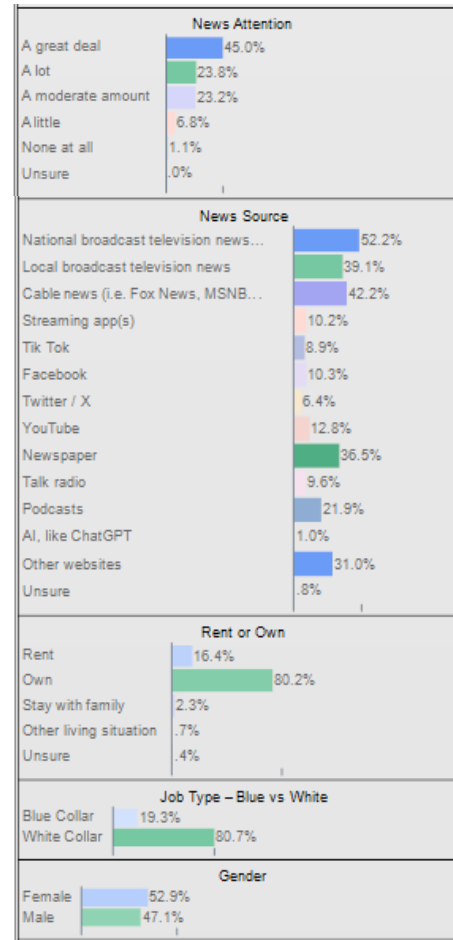 News Attention
A great deal 45.0%
A lot 23.8%
A moderate amount 23.2%
A little 6.8%
None at all 1.1%
Unsure .0%
News Source
National broadcast television news... 52.2%
Local broadcast television news 39.1%
Cable news (i.e. Fox News, MSNB... 42.2%
Streaming app(s) 10.2%
Tik Tok 8.9%
Facebook 10.3%
Twitter / X 6.4%
YouTube 12.8%
Newspaper 36.5%
Talk radio 9.6%
Podcasts 21.9%
AI, like ChatGPT 1.0%
Other websites 31.0%
Unsure .8%
Rent or Own
Rent 16.4%
Own 80.2%
Stay with family 2.3%
Other living situation .7%
Unsure .4%
Job Type – Blue vs White
Blue Collar 19.3%
White Collar 80.7%
Gender
Female 52.9%
Male 47.1%